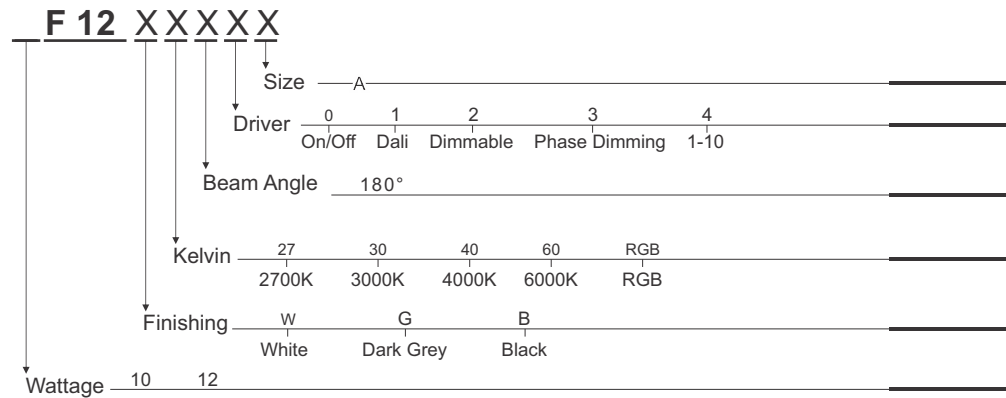 F 12 X X X X X
Size A
Driver 0 1 2 3 4
On/Off Dali Dimmable Phase Dimming 1-10
Beam Angle 180°
Kelvin 27 30 40 60 RGB
2700K 3000K 4000K 6000K RGB
Finishing W G B
White Dark Grey Black
Wattage 10 12